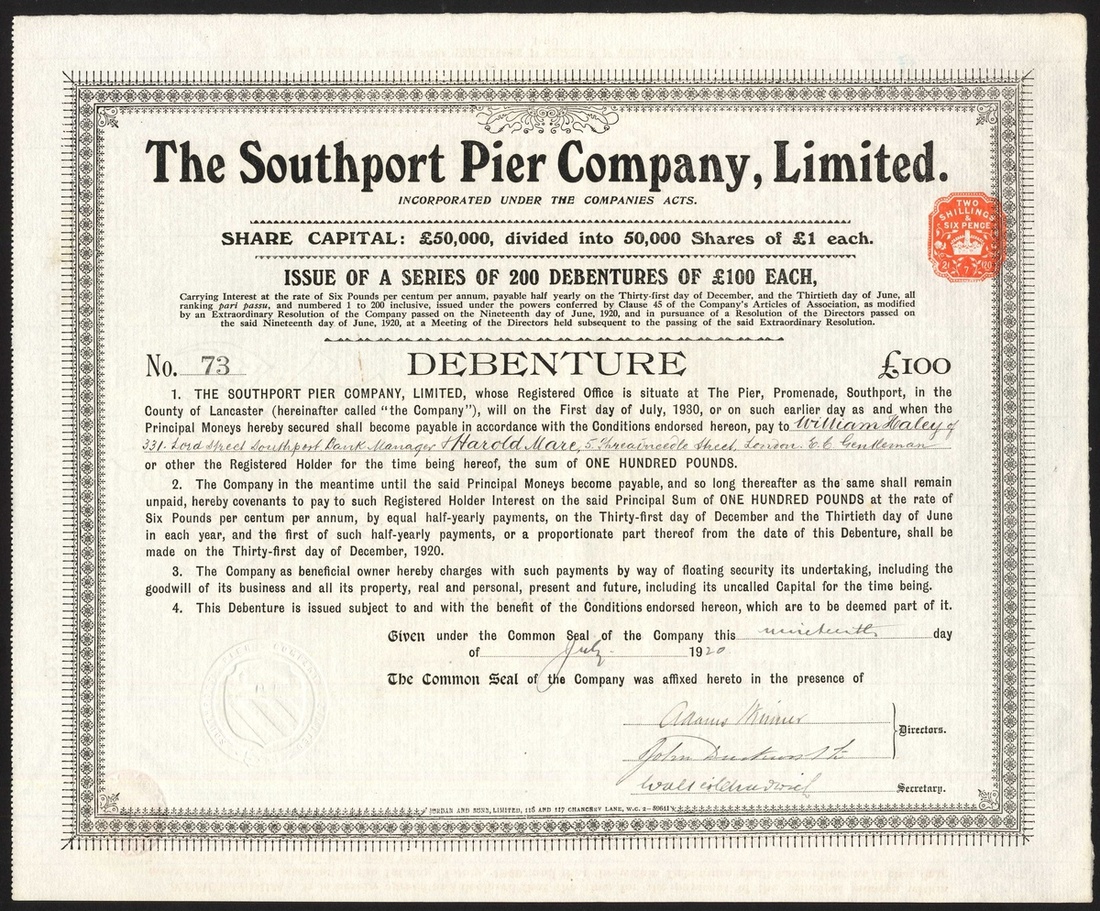 The Southport Pier Company, Limited.
INCORPORATED UNDER THE COMPANIES ACTS.
TWO
SHILLINGS
&
SIX PENCE
21 7 20
SHARE CAPITAL: £50,000, divided into 50,000 Shares of £1 each.
ISSUE OF A SERIES OF 200 DEBENTURES OF £100 EACH,
Carrying Interest at the rate of Six Pounds per centum per annum, payable half yearly on the Thirty-first day of December, and the Thirtieth day of June, all
ranking pari passu, and numbered 1 to 200 inclusive, issued under the powers conferred by Clause 45 of the Company's Articles of Association, as modified
by an Extraordinary Resolution of the Company passed on the Nineteenth day of June, 1920, and in pursuance of a Resolution of the Directors passed on
the said Nineteenth day of June, 1920, at a Meeting of the Directors held subsequent to the passing of the said Extraordinary Resolution.
No. 73 DEBENTURE £100
1. THE SOUTHPORT PIER COMPANY, LIMITED, whose Registered Office is situate at The Pier, Promenade, Southport, in the
County of Lancaster (hereinafter called "the Company"), will on the First day of July, 1930, or on such earlier day as and when the
Principal Moneys hereby secured shall become payable in accordance with the Conditions endorsed hereon, pay to William Haley of
331. Lord Street Southport Bank Manager & Harold Mare, 5 Threadneedle Street, London. E.C Gentleman
or other the Registered Holder for the time being hereof, the sum of ONE HUNDRED POUNDS.
2. The Company in the meantime until the said Principal Moneys become payable, and so long thereafter as the same shall remain
unpaid, hereby covenants to pay to such Registered Holder Interest on the said Principal Sum of ONE HUNDRED POUNDS at the rate of
Six Pounds per centum per annum, by equal half-yearly payments, on the Thirty-first day of December and the Thirtieth day of June
in each year, and the first of such half-yearly payments, or a proportionate part thereof from the date of this Debenture, shall be
made on the Thirty-first day of December, 1920.
3. The Company as beneficial owner hereby charges with such payments by way of floating security its undertaking, including the
goodwill of its business and all its property, real and personal, present and future, including its uncalled Capital for the time being.
4. This Debenture is issued subject to and with the benefit of the Conditions endorsed hereon, which are to be deemed part of it.
Given under the Common Seal of the Company this nineteenth day
of July 1920
The Common Seal of the Company was affixed hereto in the presence of
Adams
Directors.
John
Secretary.
JORDAN AND SONS, LIMITED, 116 AND 117 CHANCERY LANE, W.C. 2